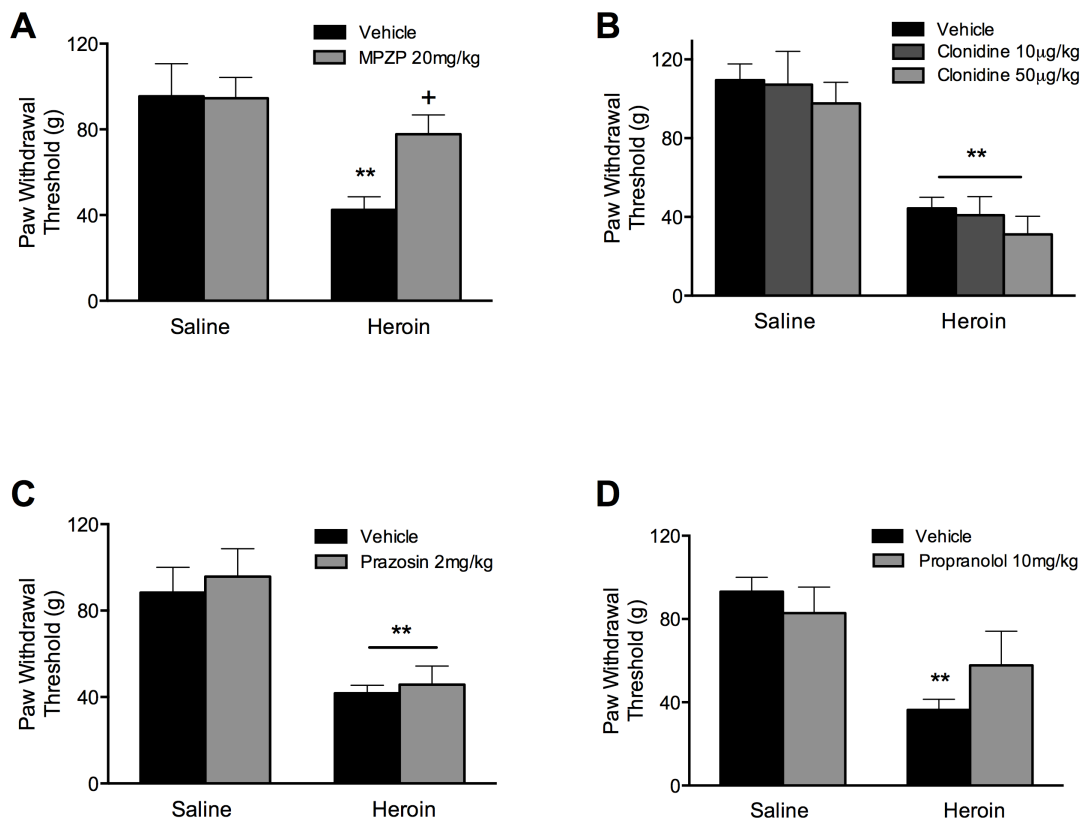 A
Vehicle
MPZP 20mg/kg
Paw Withdrawal
Threshold (g)
120
80
40
0
**
+
Saline
Heroin
B
Vehicle
Clonidine 10µg/kg
Clonidine 50µg/kg
Paw Withdrawal
Threshold (g)
120
80
40
0
**
Saline
Heroin
C
Vehicle
Prazosin 2mg/kg
Paw Withdrawal
Threshold (g)
120
80
40
0
**
Saline
Heroin
D
Vehicle
Propranolol 10mg/kg
Paw Withdrawal
Threshold (g)
120
80
40
0
**
Saline
Heroin